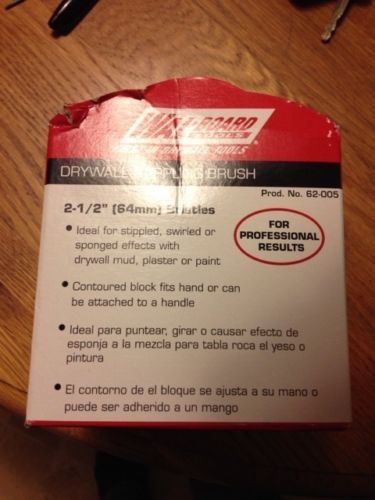 WAL-BOARD
TOOLS
DRYWALL STIPPLING BRUSH
Prod. No. 62-005
2-1/2" (64mm) Bristles
FOR
PROFESSIONAL
RESULTS
• Ideal for stippled, swirled or
sponged effects with
drywall mud, plaster or paint
• Contoured block fits hand or can
be attached to a handle
• Ideal para puntear, girar o causar efecto de
esponja a la mezcla para tabla roca el yeso o
pintura
• El contorno de el bloque se ajusta a su mano o
puede ser adherido a un mango